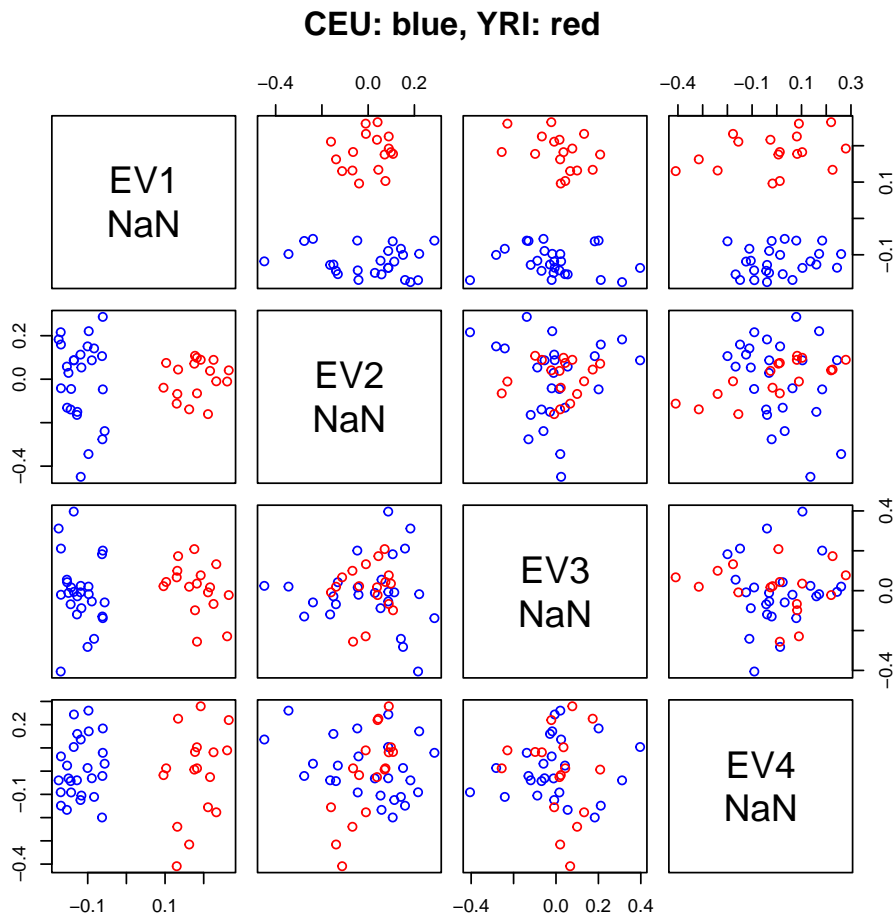 CEU: blue, YRI: red
−0.4 0.0 0.2
−0.4 −0.1 0.1 0.3
EV1
NaN
−0.1 0.1
−0.4 0.0 0.2
EV2
NaN
EV3
NaN
−0.4 0.0 0.4
−0.4 −0.1 0.2
EV4
NaN
−0.1 0.1
−0.4 0.0 0.2 0.4